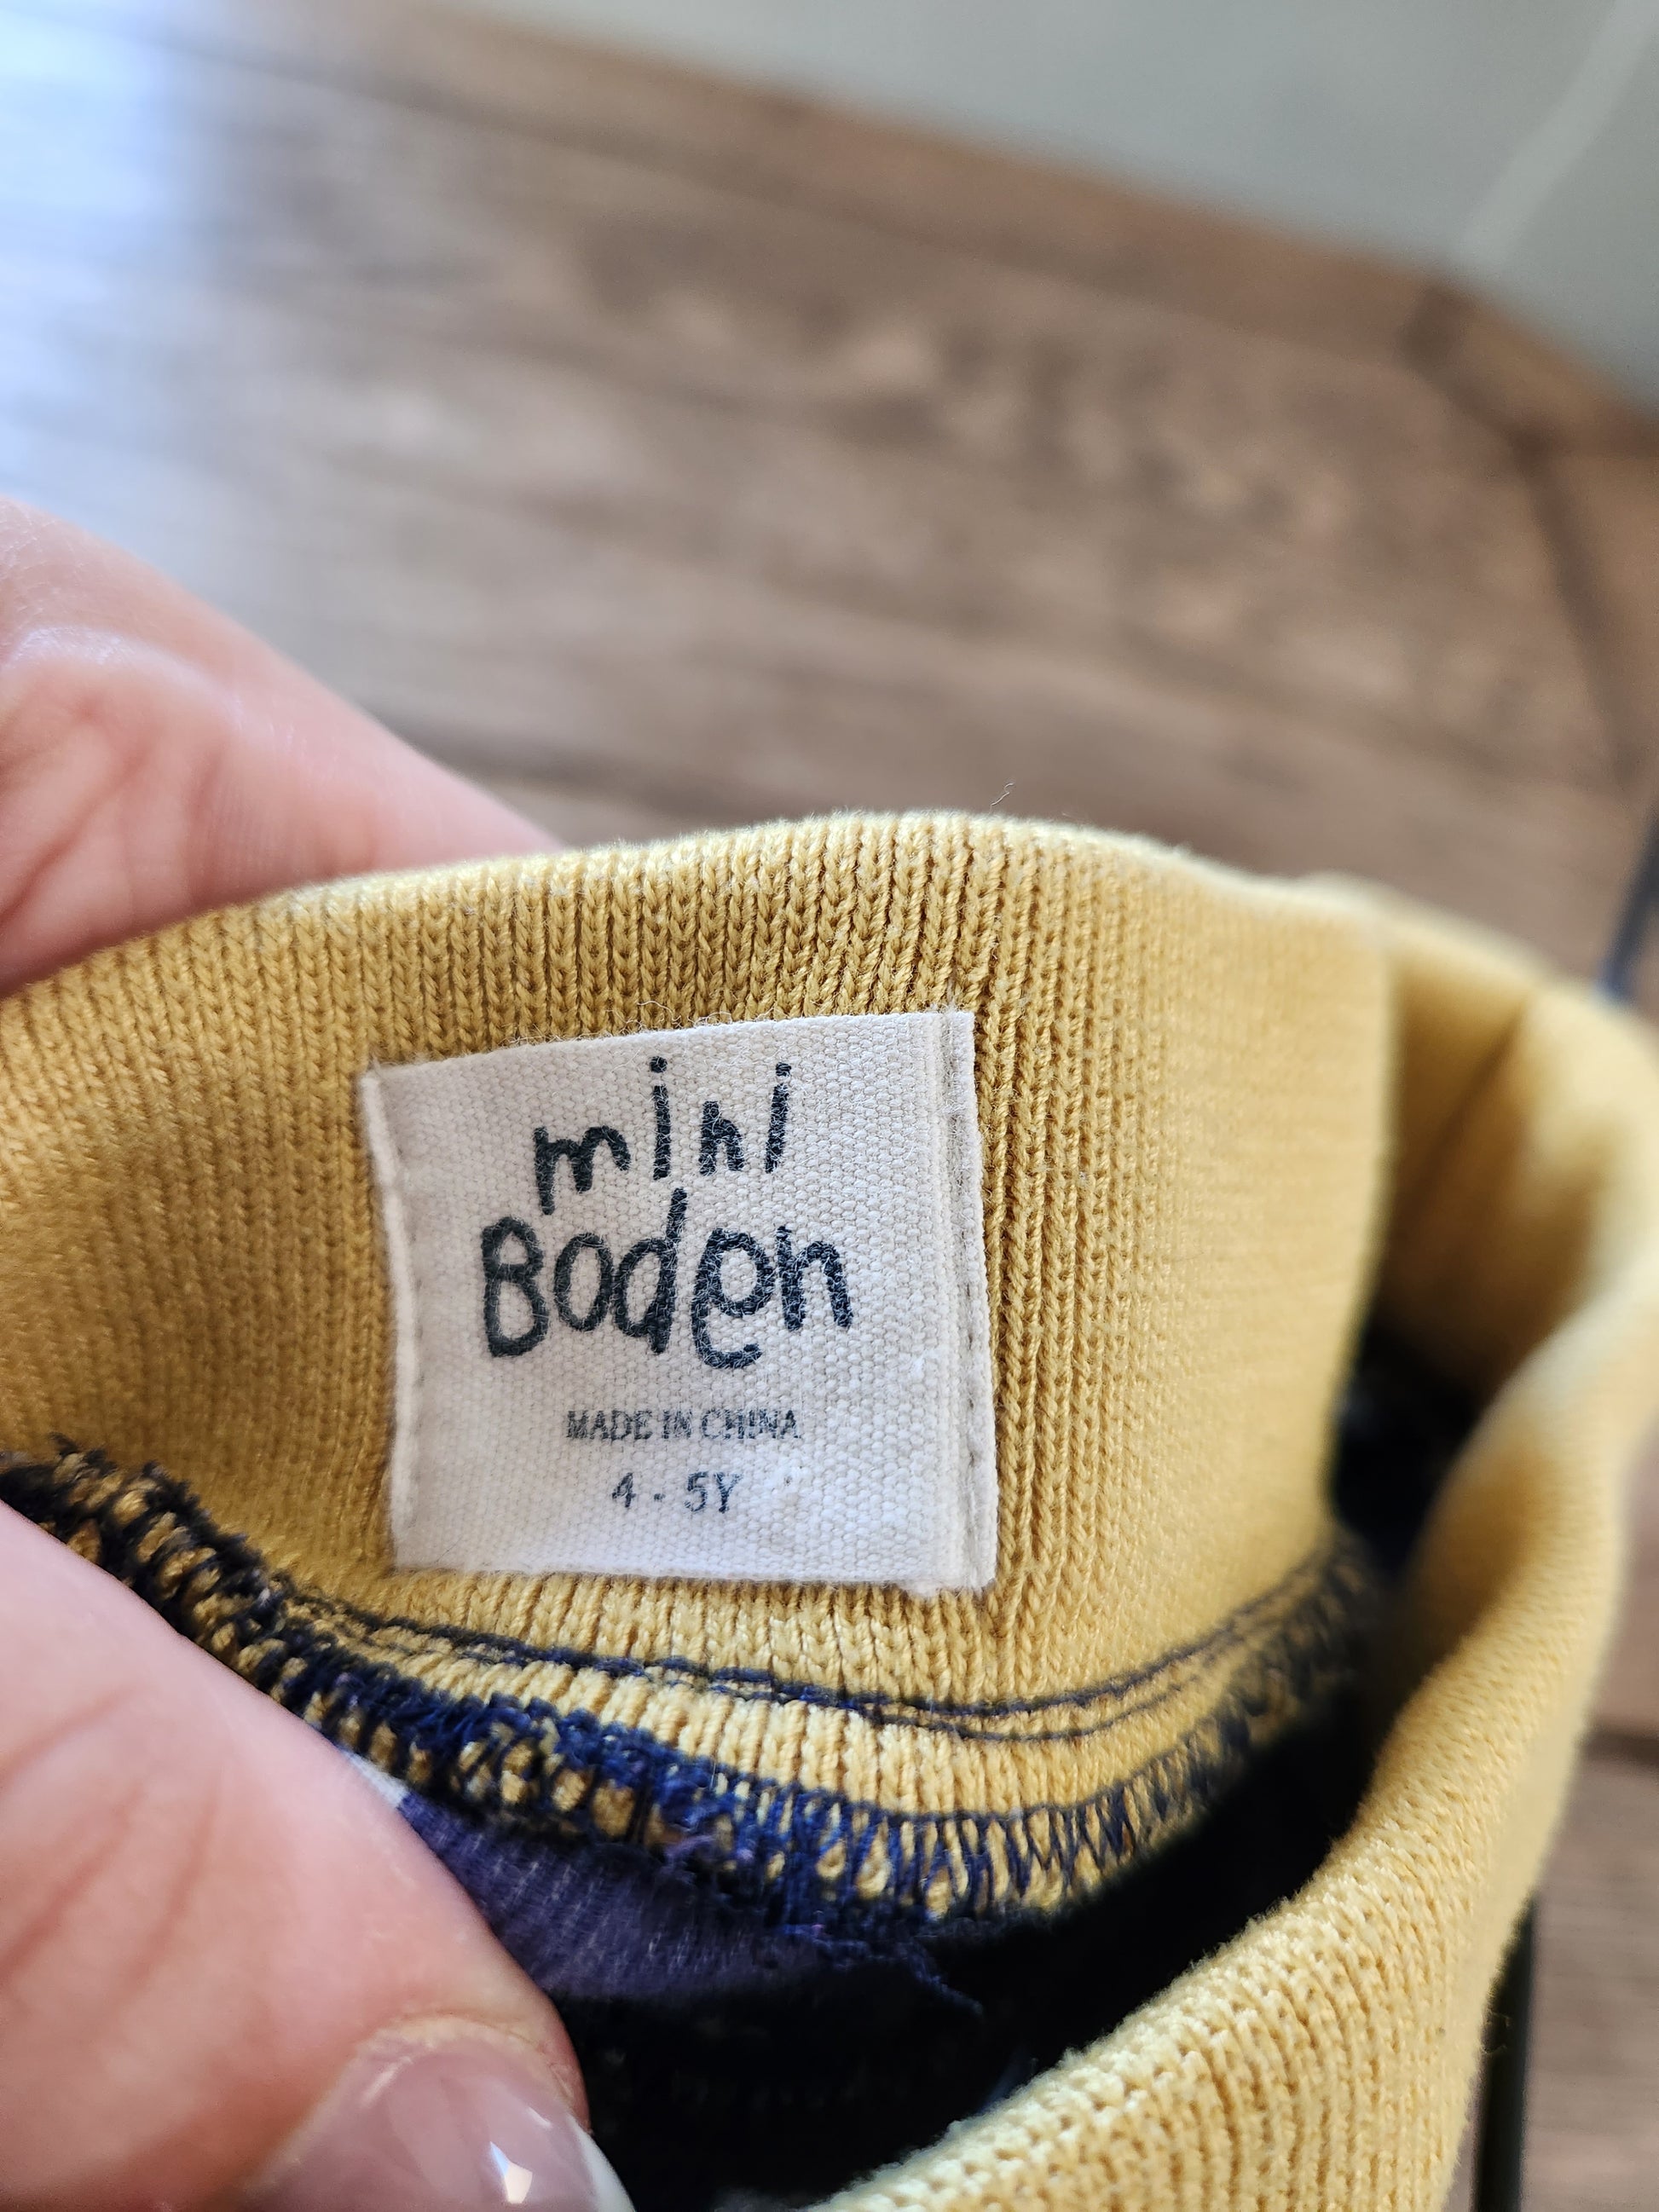 mini
Boden
MADE IN CHINA
4 - 5Y